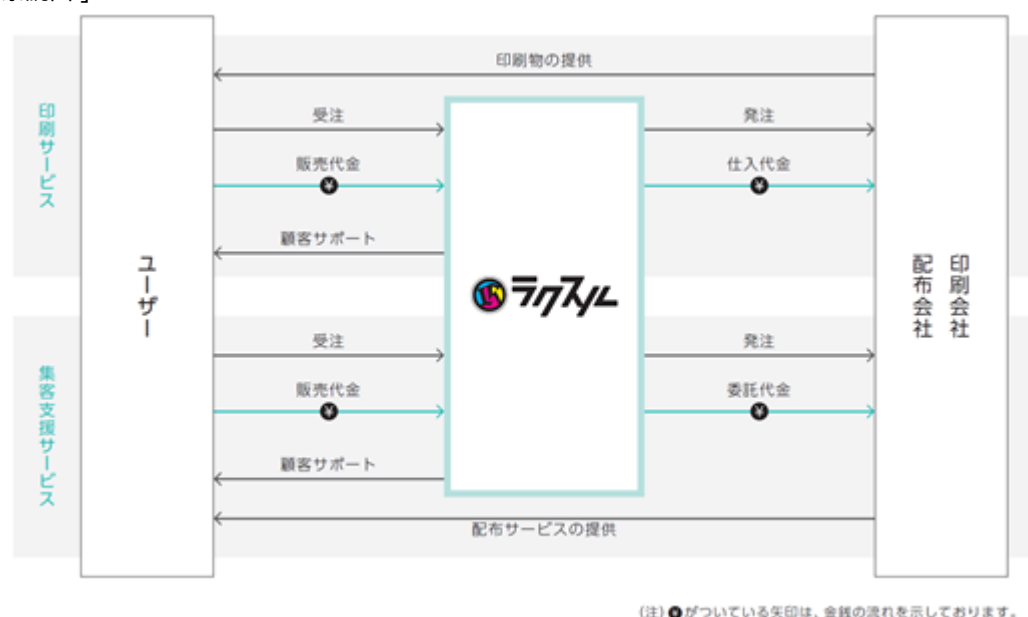 印刷サービス
ユーザー
印刷物の提供
受注
発注
販売代金
¥
仕入代金
¥
顧客サポート
ラクスル
印刷会社
配布会社
集客支援サービス
受注
発注
販売代金
¥
委託代金
¥
顧客サポート
配布サービスの提供
(注)¥がついている矢印は、金銭の流れを示しております。